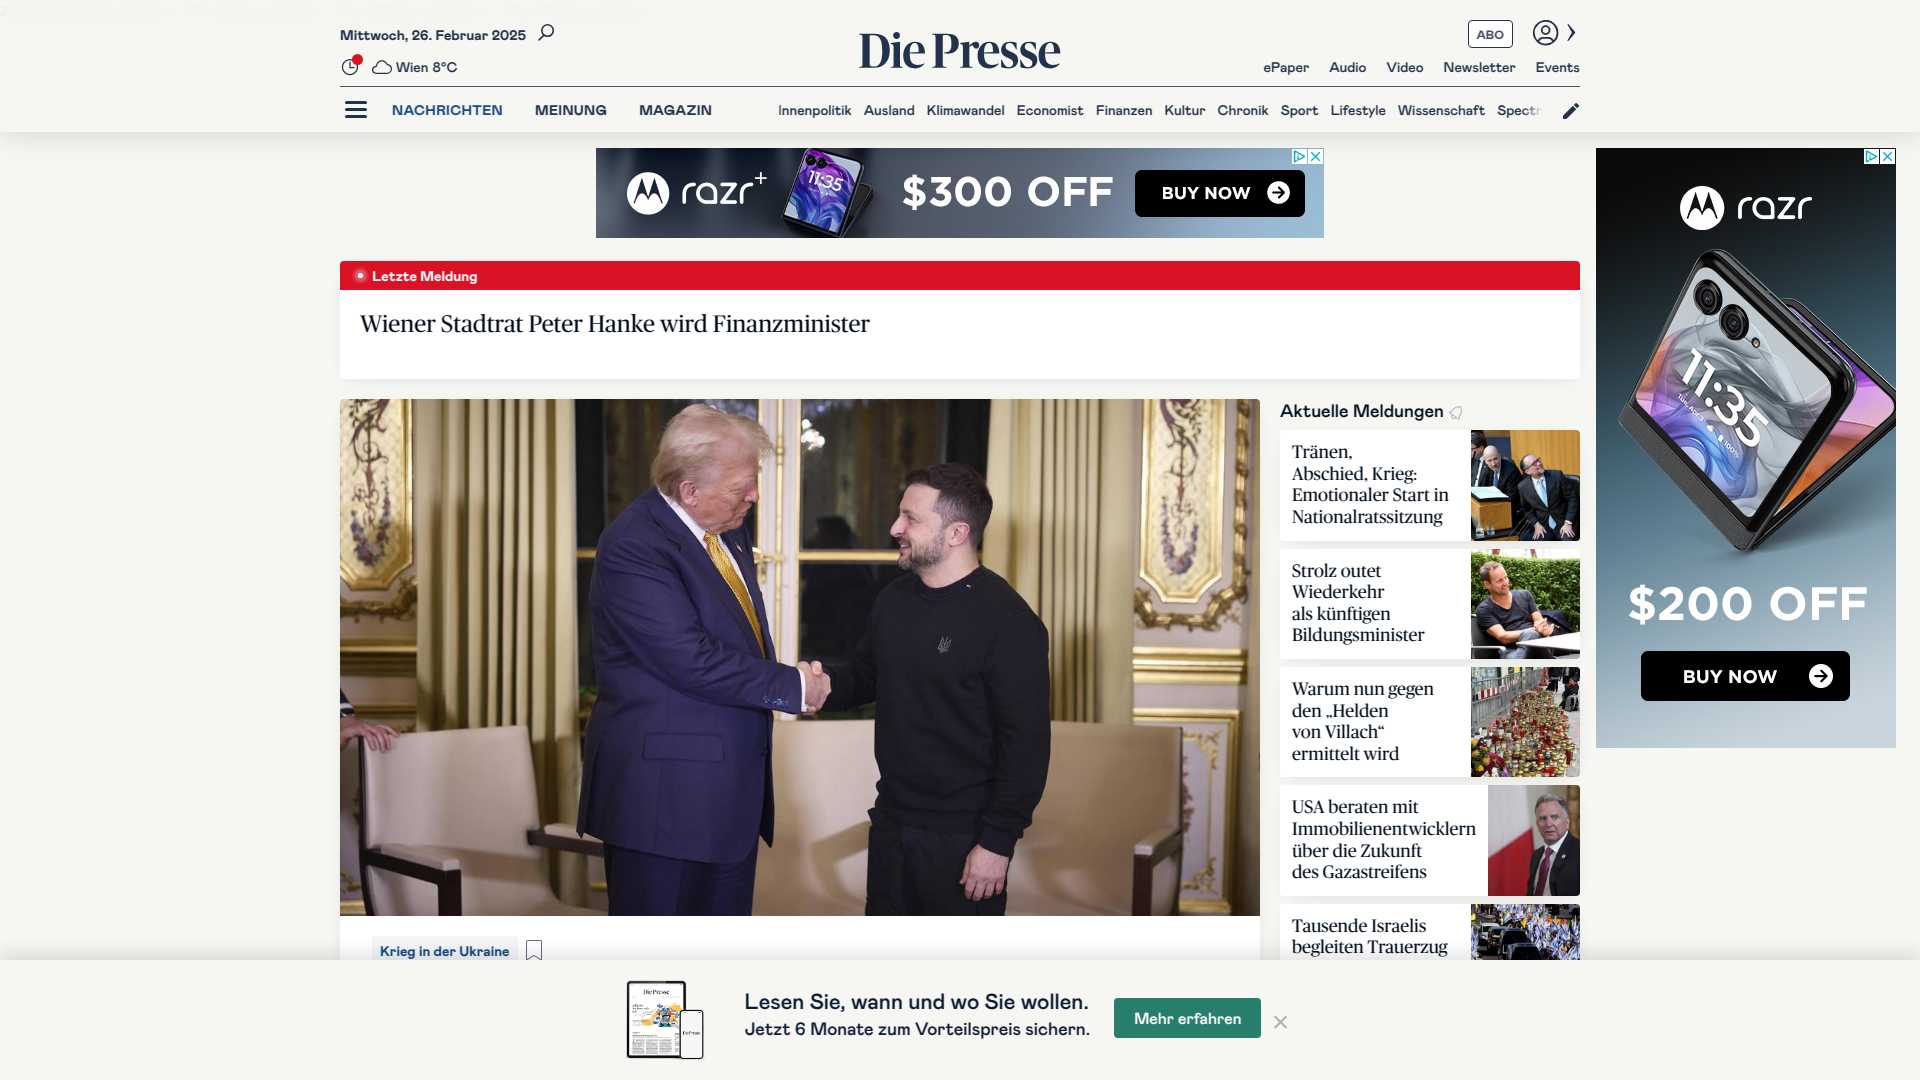 Mittwoch, 26. Februar 2025
Wien 8°C
Die Presse
ABO
ePaper Audio Video Newsletter Events
NACHRICHTEN MEINUNG MAGAZIN
Innenpolitik Ausland Klimawandel Economist Finanzen Kultur Chronik Sport Lifestyle Wissenschaft Spectr
razr+ 11:35 $300 OFF BUY NOW
Letzte Meldung
Wiener Stadtrat Peter Hanke wird Finanzminister
Krieg in der Ukraine
Aktuelle Meldungen
Tränen,
Abschied, Krieg:
Emotionaler Start in
Nationalratssitzung
Strolz outet
Wiederkehr
als künftigen
Bildungsminister
Warum nun gegen
den „Helden
von Villach“
ermittelt wird
USA beraten mit
Immobilienentwicklern
über die Zukunft
des Gazastreifens
Tausende Israelis
begleiten Trauerzug
razr
11:35
$200 OFF
BUY NOW
Die Presse
Die Presse
Lesen Sie, wann und wo Sie wollen.
Jetzt 6 Monate zum Vorteilspreis sichern.
Mehr erfahren